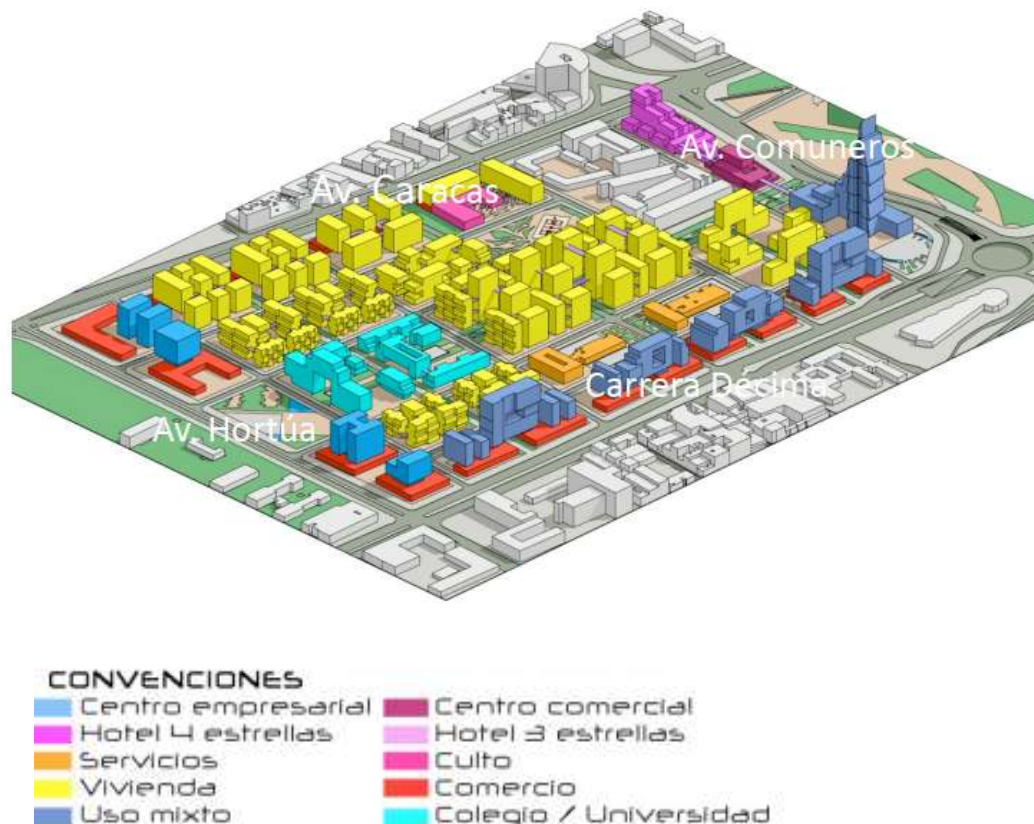 Av. Comuneros
Av. Caracas
Carrera Décima
Av. Hortúa
CONVENCIONES
Centro empresarial
Centro comercial
Hotel 4 estrellas
Hotel 3 estrellas
Servicios
Culto
Vivienda
Comercio
Uso mixto
Colegio / Universidad